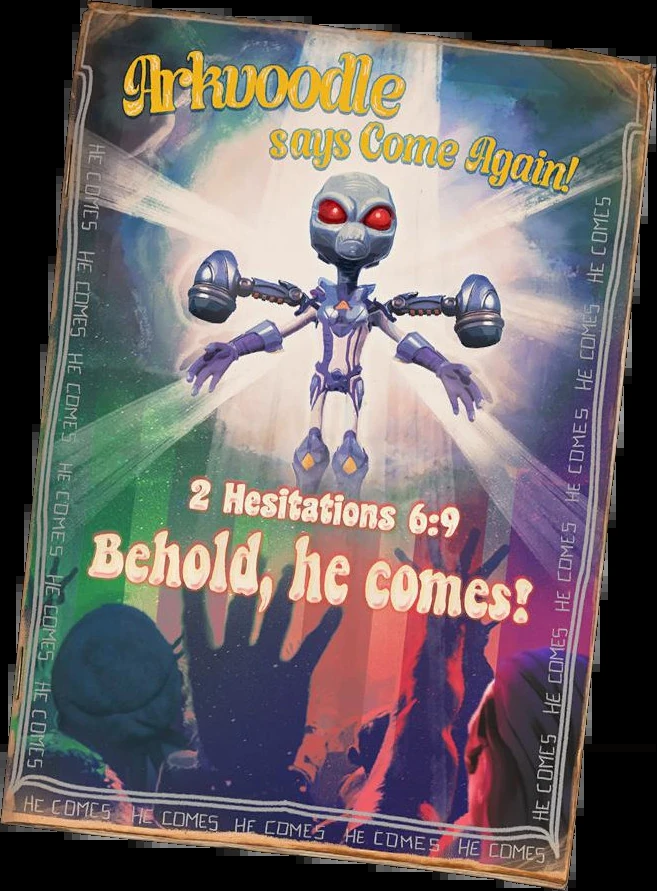 Arkvoodle
says Come Again!
2 Hesitations 6:9
Behold, he comes!
HE COMES HE COMES HE COMES HE COMES HE COMES HE COMES
HE COMES HE COMES HE COMES HE COMES HE COMES HE COMES
HE COMES HE COMES HE COMES HE COMES HE COMES